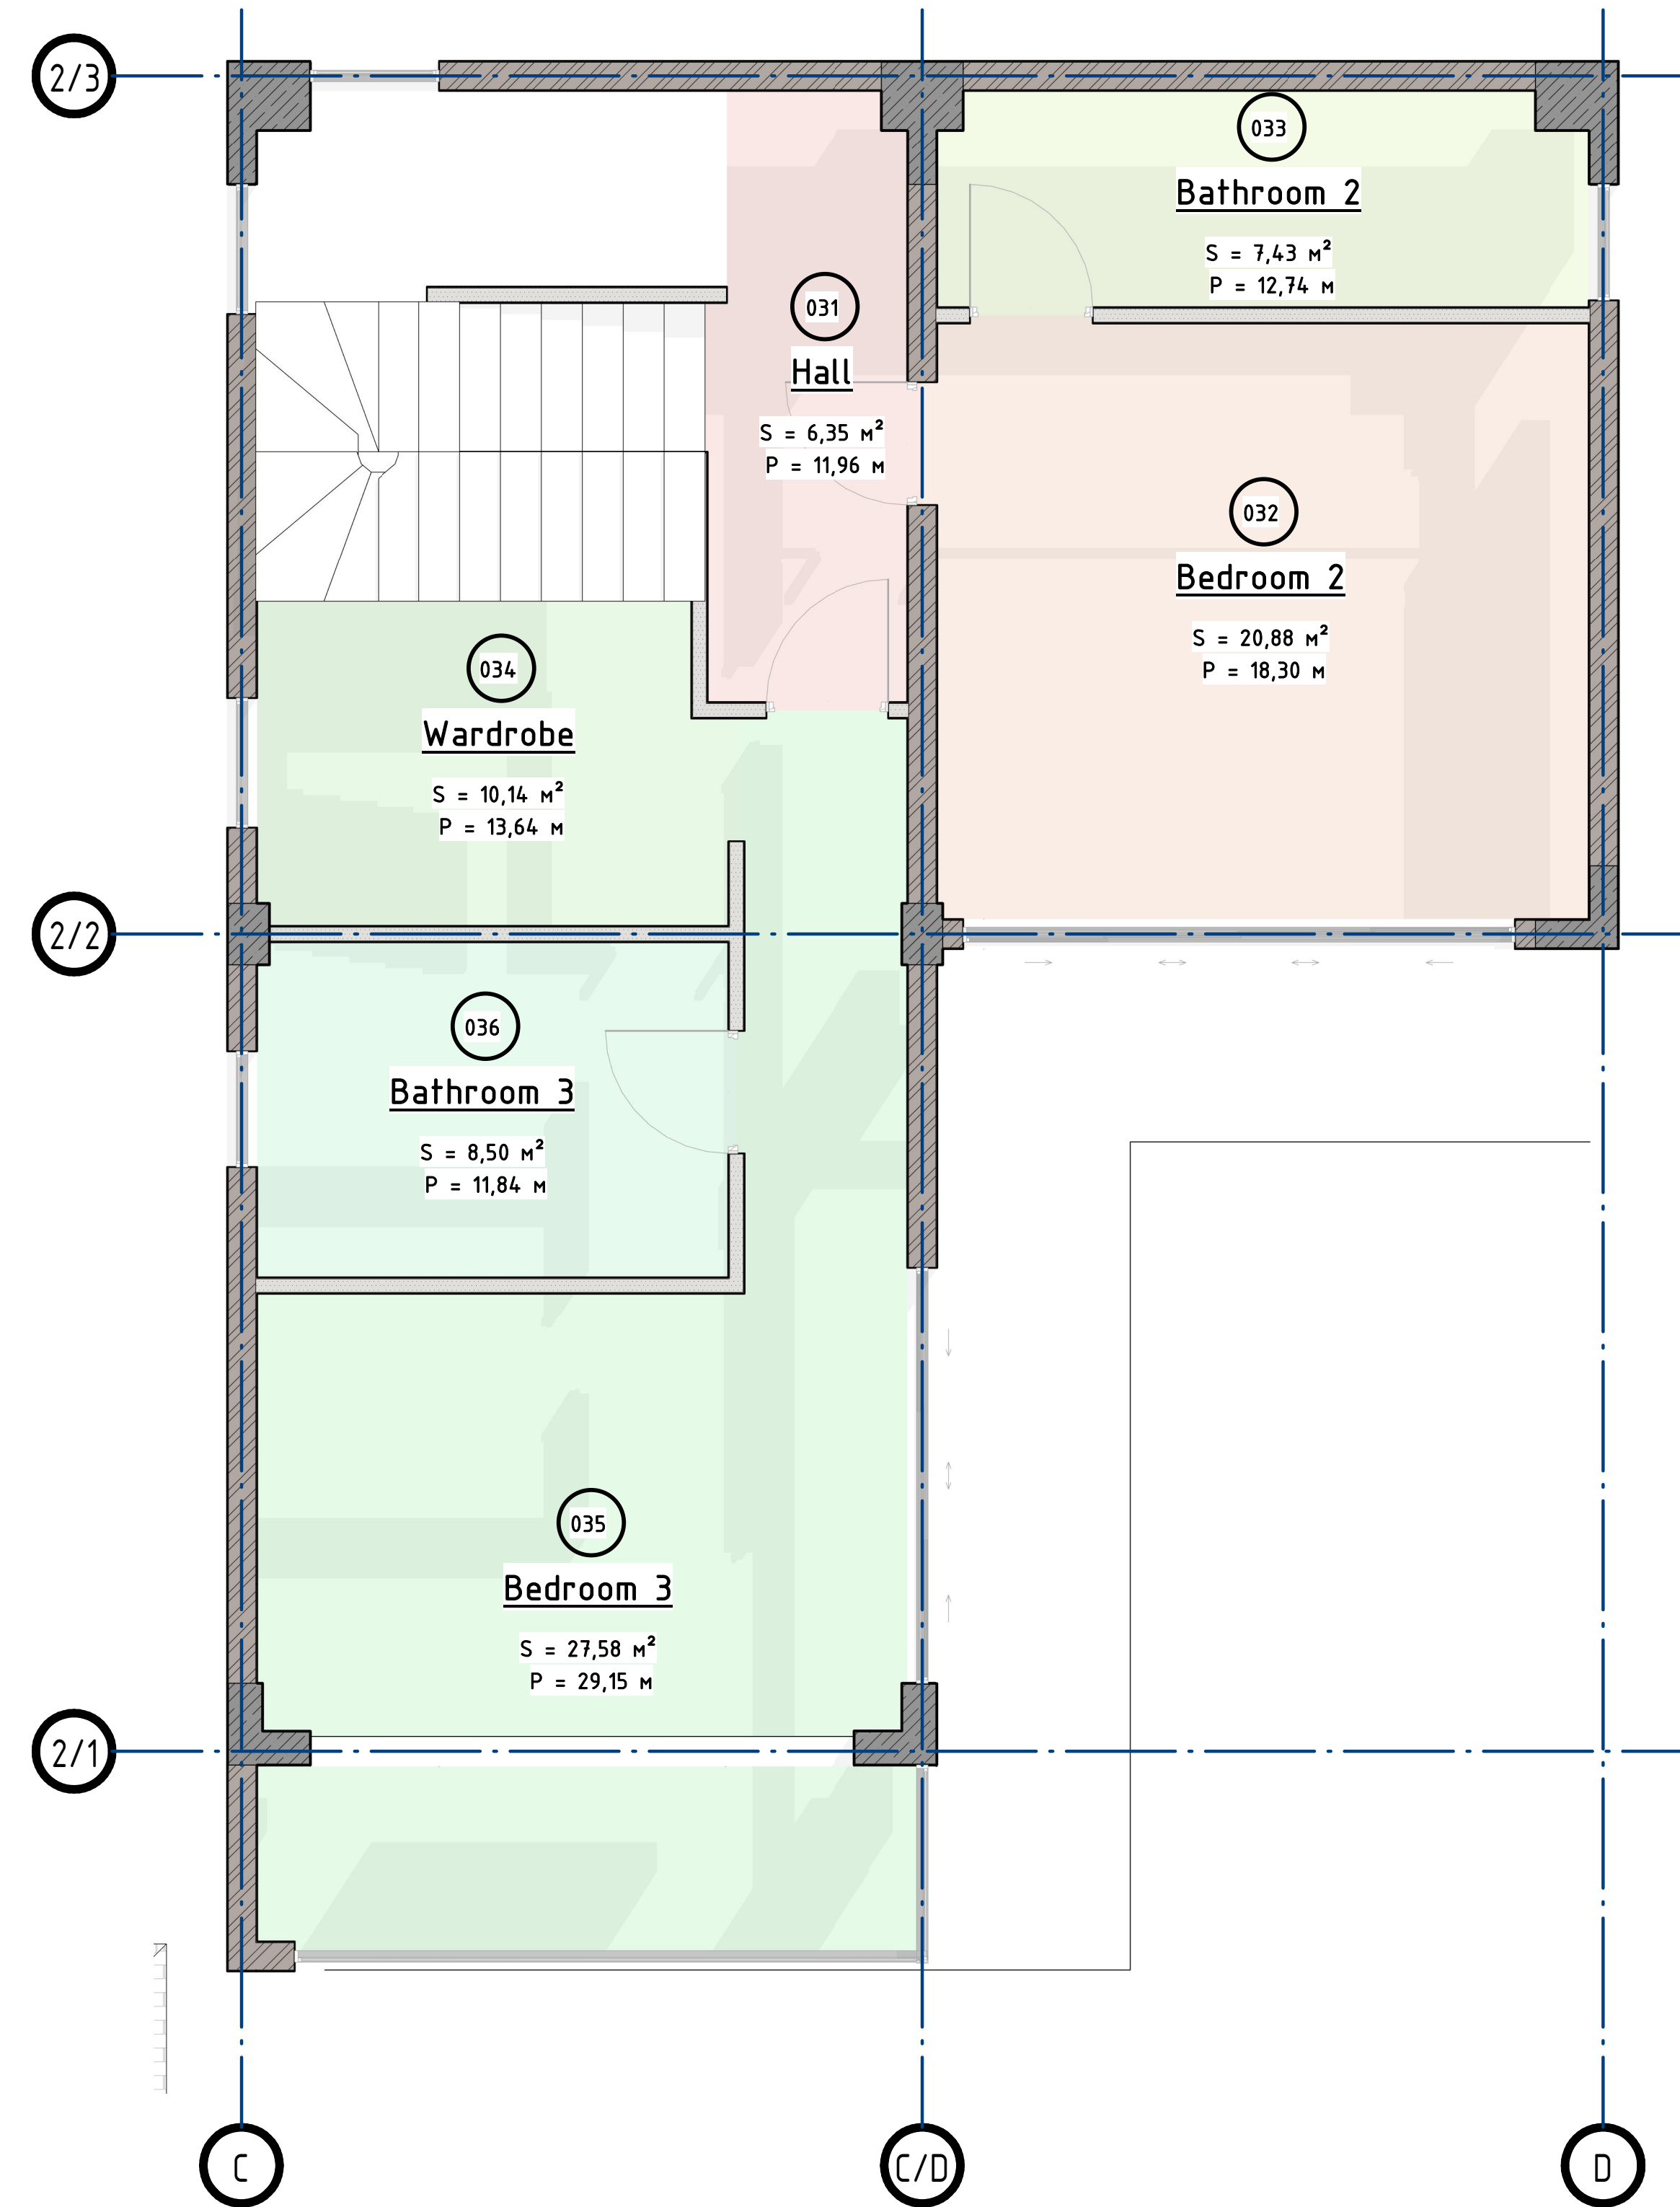 2/3
033
Bathroom 2
S = 7,43 м²
P = 12,74 м
031
Hall
S = 6,35 м²
P = 11,96 м
032
Bedroom 2
S = 20,88 м²
P = 18,30 м
034
Wardrobe
S = 10,14 м²
P = 13,64 м
2/2
036
Bathroom 3
S = 8,50 м²
P = 11,84 м
035
Bedroom 3
S = 27,58 м²
P = 29,15 м
2/1
C
C/D
D